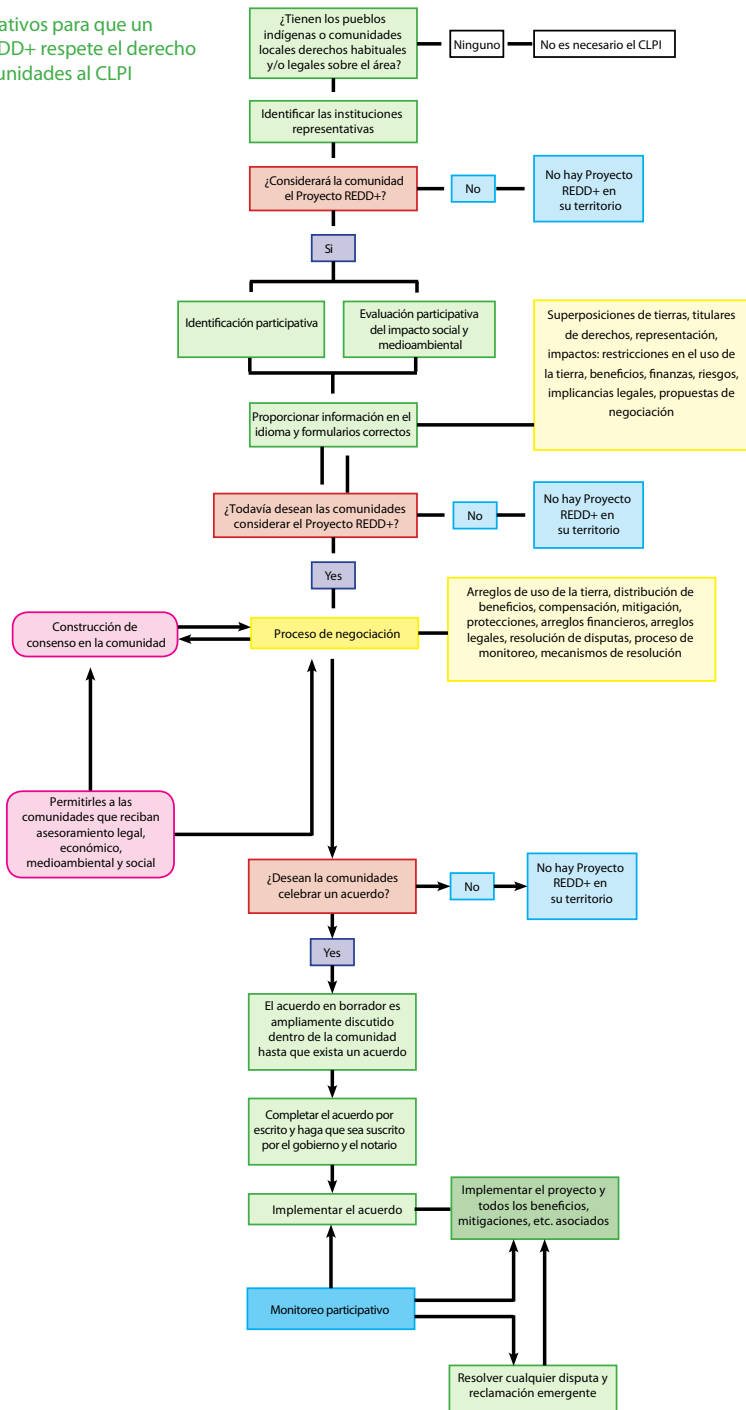 ativos para que un
DD+ respete el derecho
unidades al CLPI
¿Tienen los pueblos
indígenas o comunidades
locales derechos habituales
y/o legales sobre el área?
Ninguno
No es necesario el CLPI
Identificar las instituciones
representativas
¿Considerará la comunidad
el Proyecto REDD+?
No
No hay Proyecto
REDD+ en
su territorio
Si
Identificación participativa
Evaluación participativa
del impacto social y
medioambiental
Superposiciones de tierras, titulares
de derechos, representación,
impactos: restricciones en el uso de
la tierra, beneficios, finanzas, riesgos,
implicancias legales, propuestas de
negociación
Proporcionar información en el
idioma y formularios correctos
¿Todavía desean las comunidades
considerar el Proyecto REDD+?
No
No hay Proyecto
REDD+ en
su territorio
Yes
Construcción de
consenso en la comunidad
Proceso de negociación
Arreglos de uso de la tierra, distribución de
beneficios, compensación, mitigación,
protecciones, arreglos financieros, arreglos
legales, resolución de disputas, proceso de
monitoreo, mecanismos de resolución
Permitirles a las
comunidades que reciban
asesoramiento legal,
económico,
medioambiental y social
¿Desean la comunidades
celebrar un acuerdo?
No
No hay Proyecto
REDD+ en
su territorio
Yes
El acuerdo en borrador es
ampliamente discutido
dentro de la comunidad
hasta que exista un acuerdo
Completar el acuerdo por
escrito y haga que sea suscrito
por el gobierno y el notario
Implementar el acuerdo
Implementar el proyecto y
todos los beneficios,
mitigaciones, etc. asociados
Monitoreo participativo
Resolver cualquier disputa y
reclamación emergente